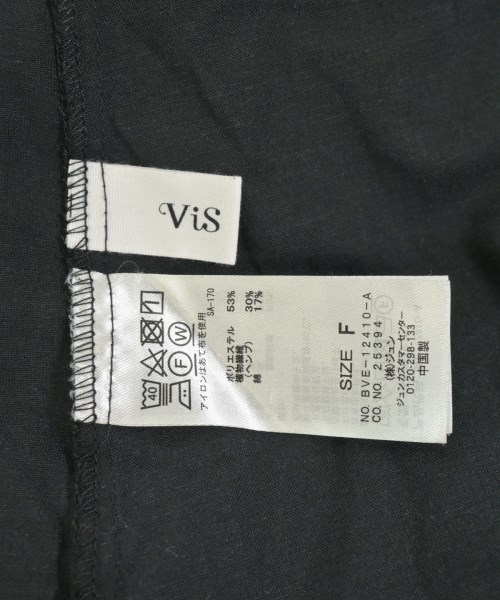 ViS
40
F
W
アイロンはあて布を使用
SA-170
ポリエステル 53%
植物繊維
(ヘンプ) 30%
綿 17%
SIZE F
NO. BVE-12410-A
CO. NO. 25394 E
(株)ジュン
ジュン カスタマーセンター
0120-298-133
中国製